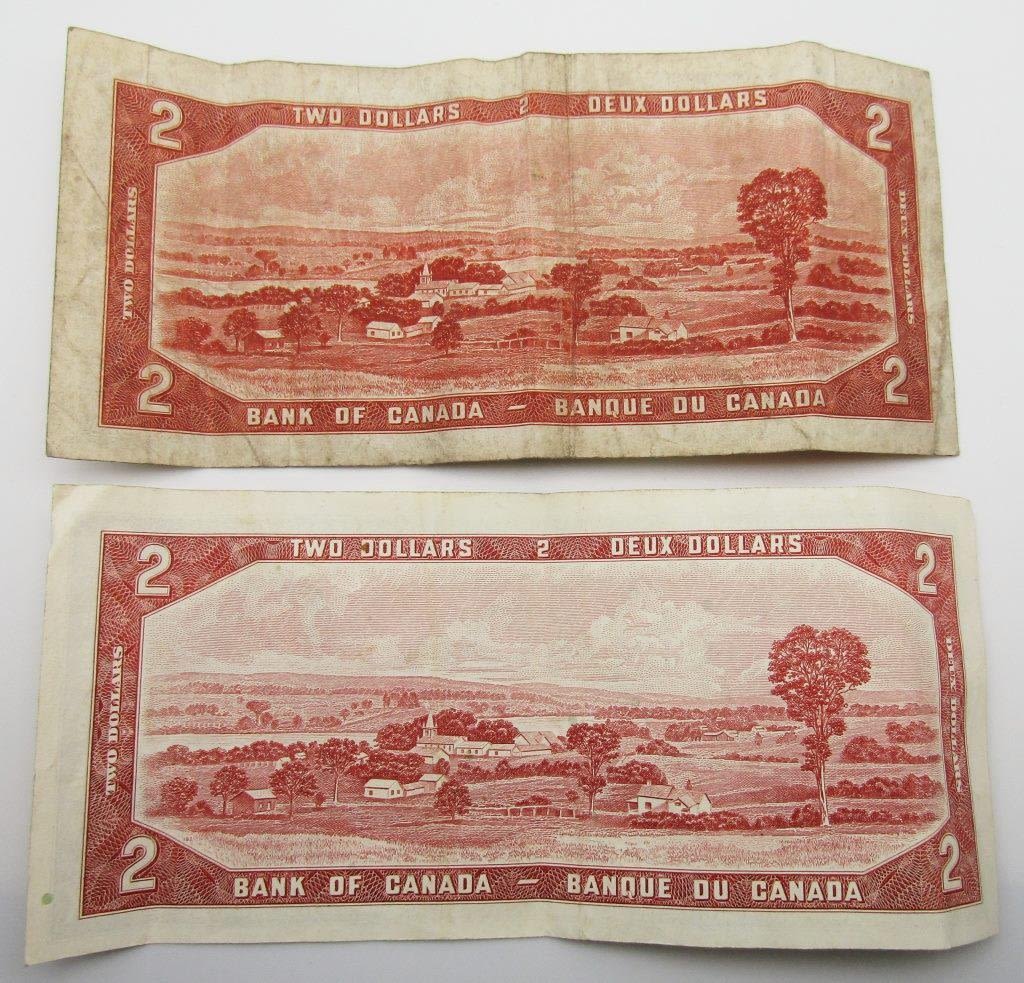 2 TWO DOLLARS 2 DEUX DOLLARS 2
TWO DOLLARS
DEUX DOLLARS
2 BANK OF CANADA – BANQUE DU CANADA 2
2 TWO JOLLARS 2 DEUX DOLLARS 2
TWO DOLLARS
DEUX DOLLARS
2 BANK OF CANADA – BANQUE DU CANADA 2